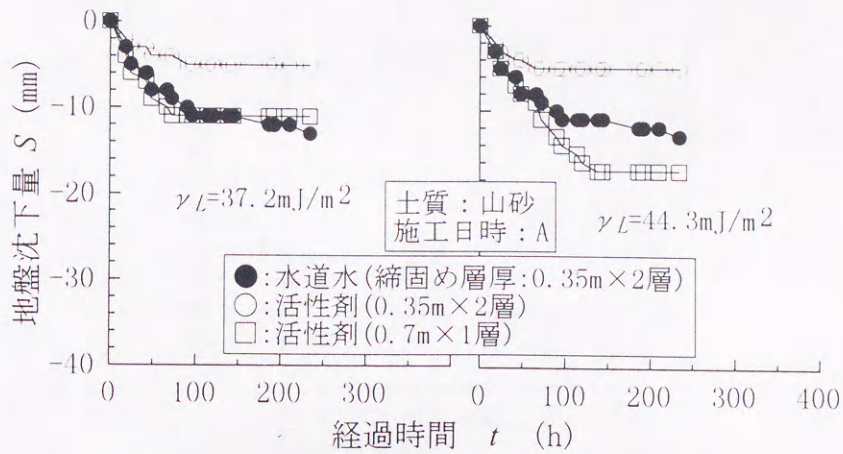 地盤沈下量 S (mm)
0
-10
-20
-30
-40
γL=37.2mJ/m2
γL=44.3mJ/m2
土質：山砂
施工日時：A
●:水道水(締固め層厚:0.35m×2層)
○:活性剤(0.35m×2層)
□:活性剤(0.7m×1層)
0 100 200 300 0 100 200 300 400
経過時間 t (h)